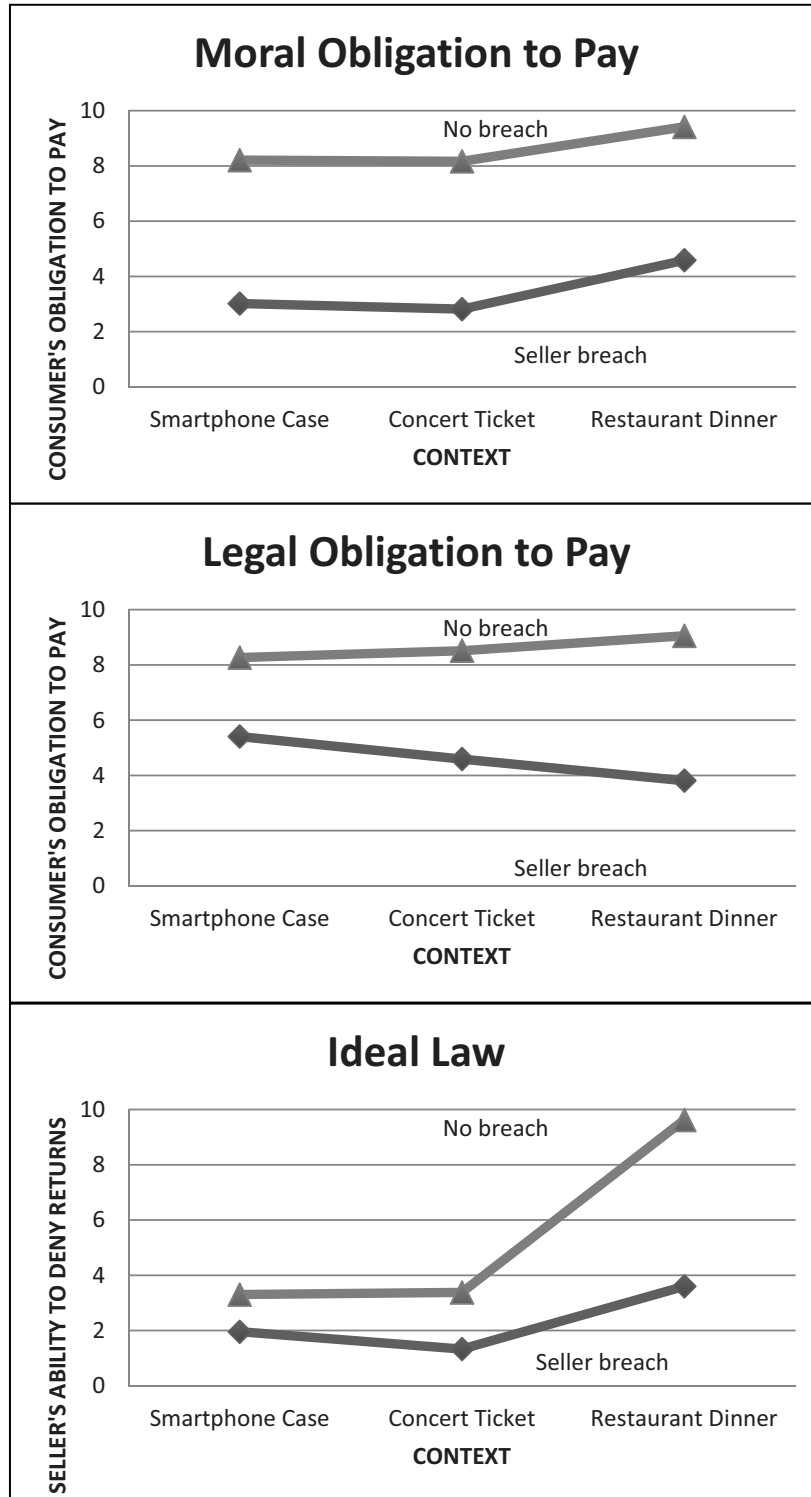 Moral Obligation to Pay
CONSUMER'S OBLIGATION TO PAY
10
8
6
4
2
0
No breach
Seller breach
Smartphone Case
Concert Ticket
Restaurant Dinner
CONTEXT
Legal Obligation to Pay
CONSUMER'S OBLIGATION TO PAY
10
8
6
4
2
0
No breach
Seller breach
Smartphone Case
Concert Ticket
Restaurant Dinner
CONTEXT
Ideal Law
SELLER'S ABILITY TO DENY RETURNS
10
8
6
4
2
0
No breach
Seller breach
Smartphone Case
Concert Ticket
Restaurant Dinner
CONTEXT